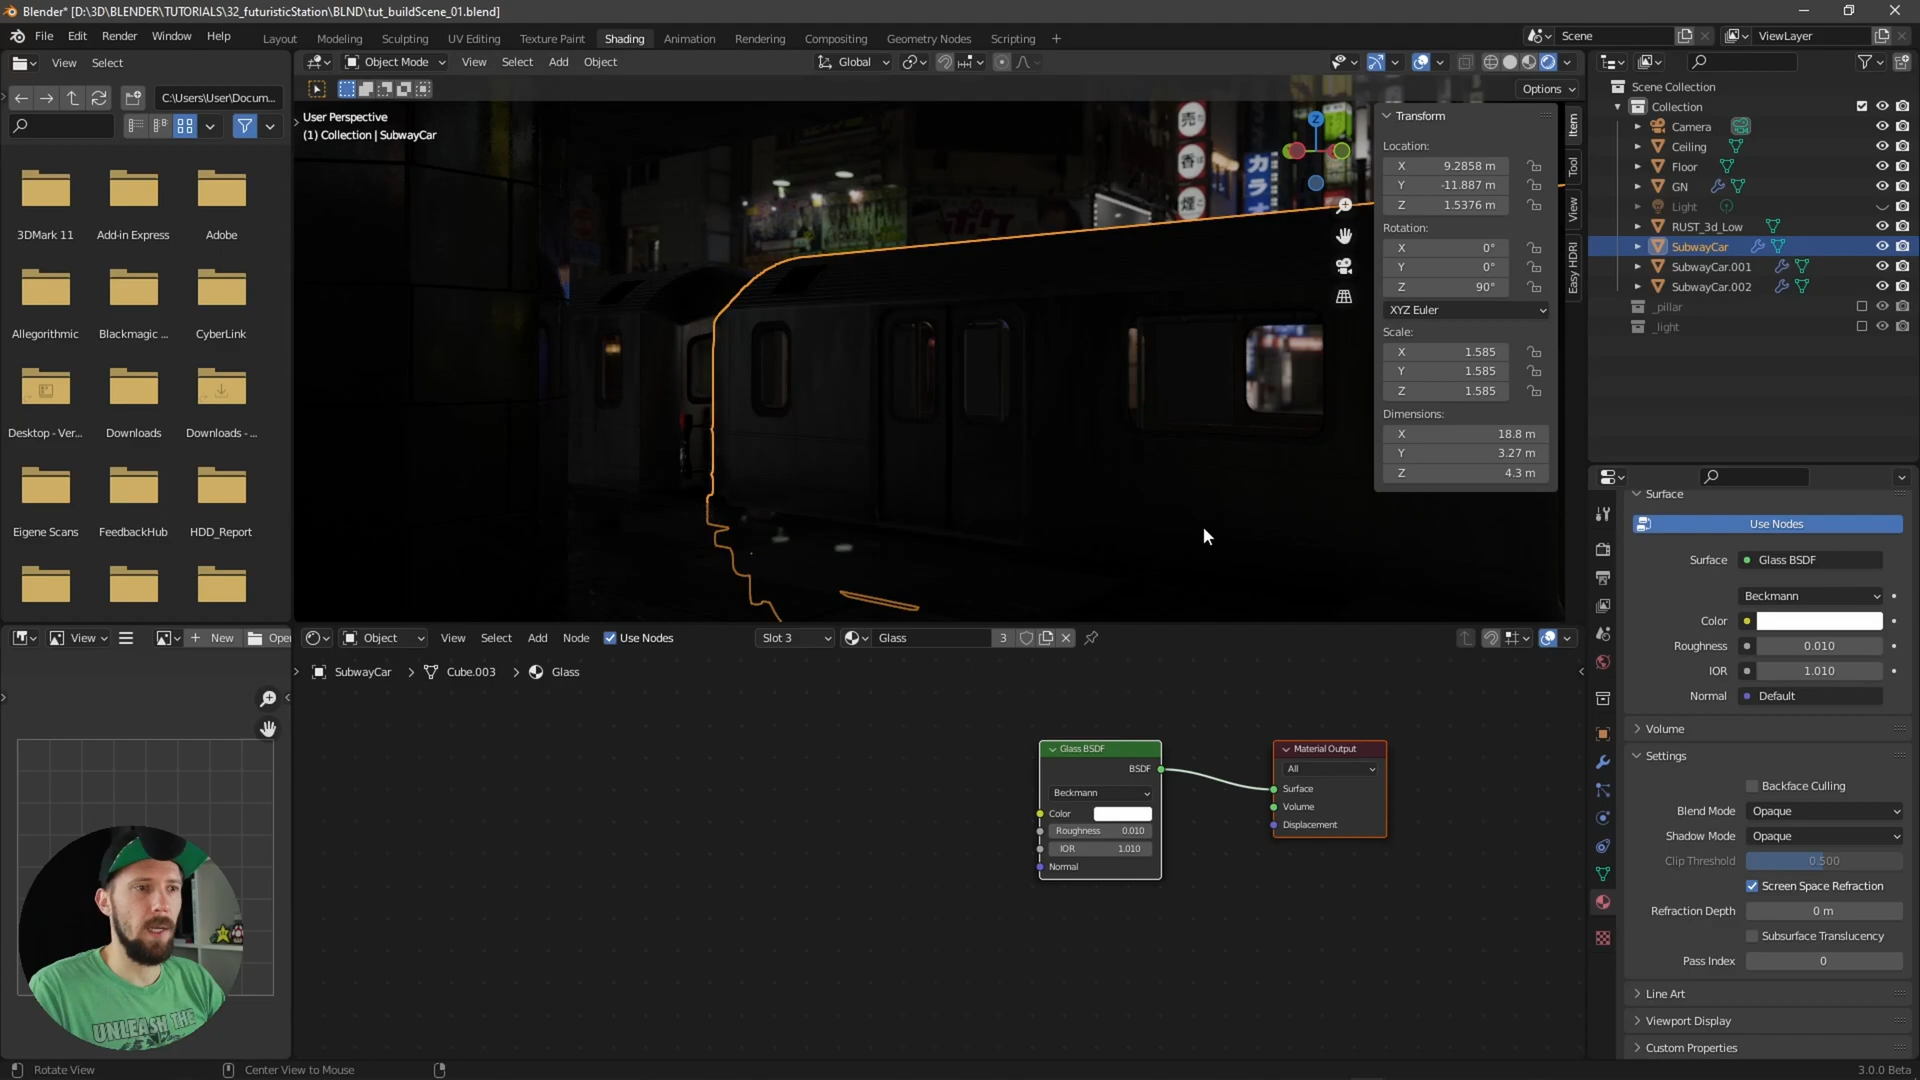 Blender* [D:\3D\BLENDER\TUTORIALS\32_futuristicStation\BLND\tut_buildScene_01.blend]
File Edit Render Window Help
Layout Modeling Sculpting UV Editing Texture Paint Shading Animation Rendering Compositing Geometry Nodes Scripting +
Scene
ViewLayer
View Select
Object Mode View Select Add Object
Global
C:\Users\User\Docum...
Options
3DMark 11
Add-in Express
Adobe
Allegorithmic
Blackmagic ...
CyberLink
Desktop - Ver...
Downloads
Downloads - ...
Eigene Scans
FeedbackHub
HDD_Report
User Perspective
(1) Collection | SubwayCar
秀
香
煙
カラ
Z
Transform
Location:
X 9.2858 m
Y -11.887 m
Z 1.5376 m
Rotation:
X 0°
Y 0°
Z 90°
XYZ Euler
Scale:
X 1.585
Y 1.585
Z 1.585
Dimensions:
X 18.8 m
Y 3.27 m
Z 4.3 m
Item
Tool
View
Easy HDRI
Scene Collection
Collection
Camera
Ceiling
Floor
GN
Light
RUST_3d_Low
SubwayCar
SubwayCar.001
SubwayCar.002
_pillar
_light
Surface
Use Nodes
Surface Glass BSDF
Beckmann
Color
Roughness 0.010
IOR 1.010
Normal Default
Volume
Settings
Backface Culling
Blend Mode Opaque
Shadow Mode Opaque
Clip Threshold 0.500
Screen Space Refraction
Refraction Depth 0 m
Subsurface Translucency
Pass Index 0
Line Art
Viewport Display
Custom Properties
View New Open
Object View Select Add Node Use Nodes Slot 3 Glass 3
SubwayCar > Cube.003 > Glass
Glass BSDF
BSDF
Beckmann
Color
Roughness 0.010
IOR 1.010
Normal
Material Output
All
Surface
Volume
Displacement
UNLEASH THE
Rotate View
Center View to Mouse
3.0.0 Beta